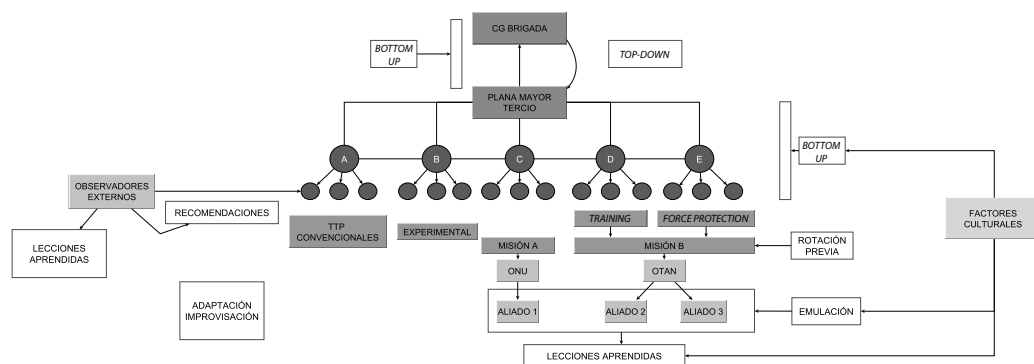 CG BRIGADA
BOTTOM
UP
TOP-DOWN
PLANA MAYOR
TERCIO
A
B
C
D
E
BOTTOM
UP
OBSERVADORES
EXTERNOS
RECOMENDACIONES
LECCIONES
APRENDIDAS
TTP
CONVENCIONALES
EXPERIMENTAL
TRAINING
FORCE PROTECTION
MISIÓN A
MISIÓN B
ROTACIÓN
PREVIA
FACTORES
CULTURALES
ONU
OTAN
ADAPTACIÓN
IMPROVISACIÓN
ALIADO 1
ALIADO 2
ALIADO 3
EMULACIÓN
LECCIONES APRENDIDAS